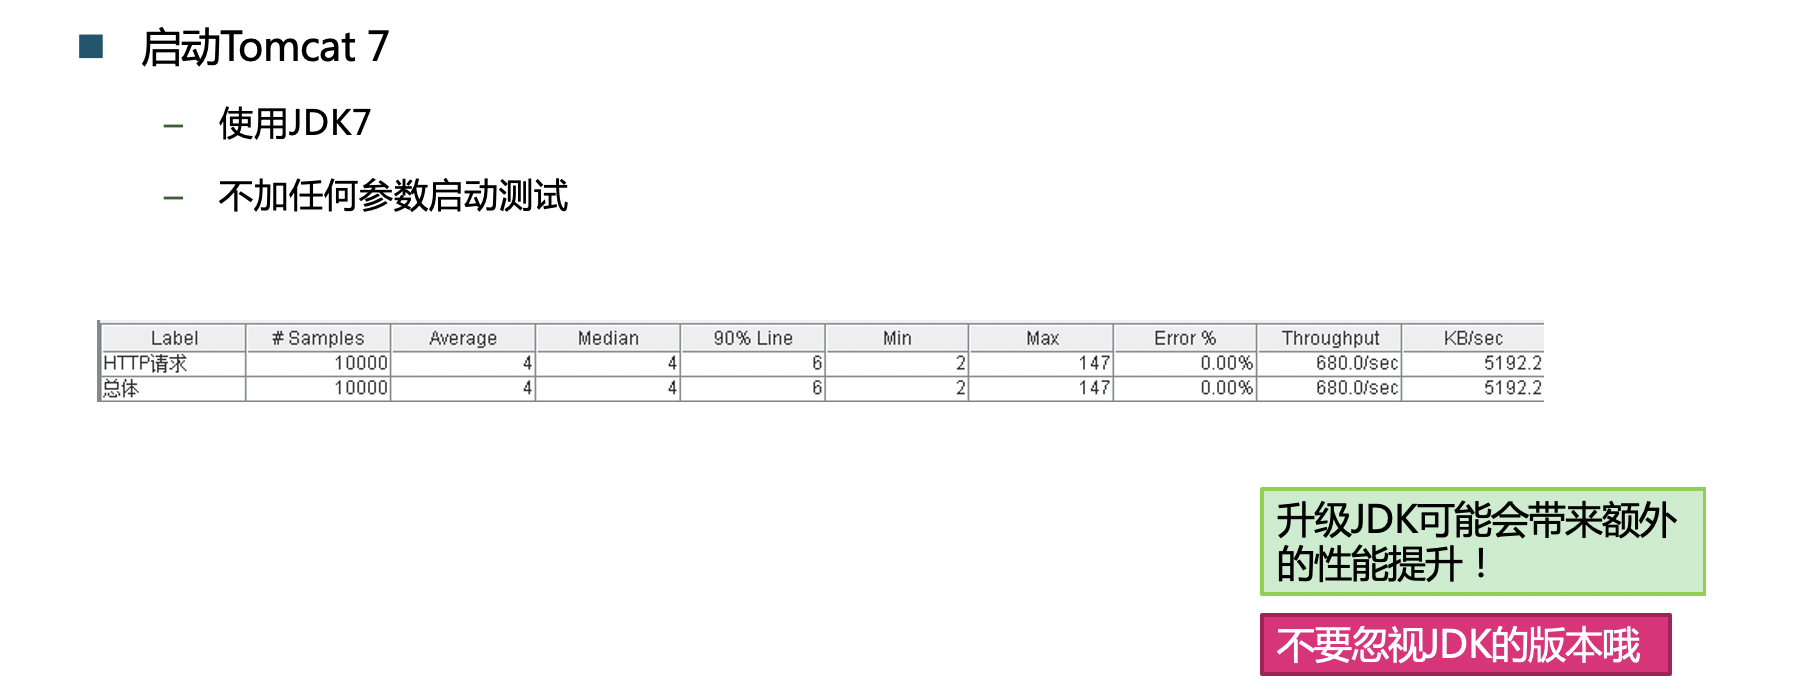 启动Tomcat 7
– 使用JDK7
– 不加任何参数启动测试
Label # Samples Average Median 90% Line Min Max Error % Throughput KB/sec
HTTP请求 10000 4 4 6 2 147 0.00% 680.0/sec 5192.2
总体 10000 4 4 6 2 147 0.00% 680.0/sec 5192.2
升级JDK可能会带来额外
的性能提升！
不要忽视JDK的版本哦